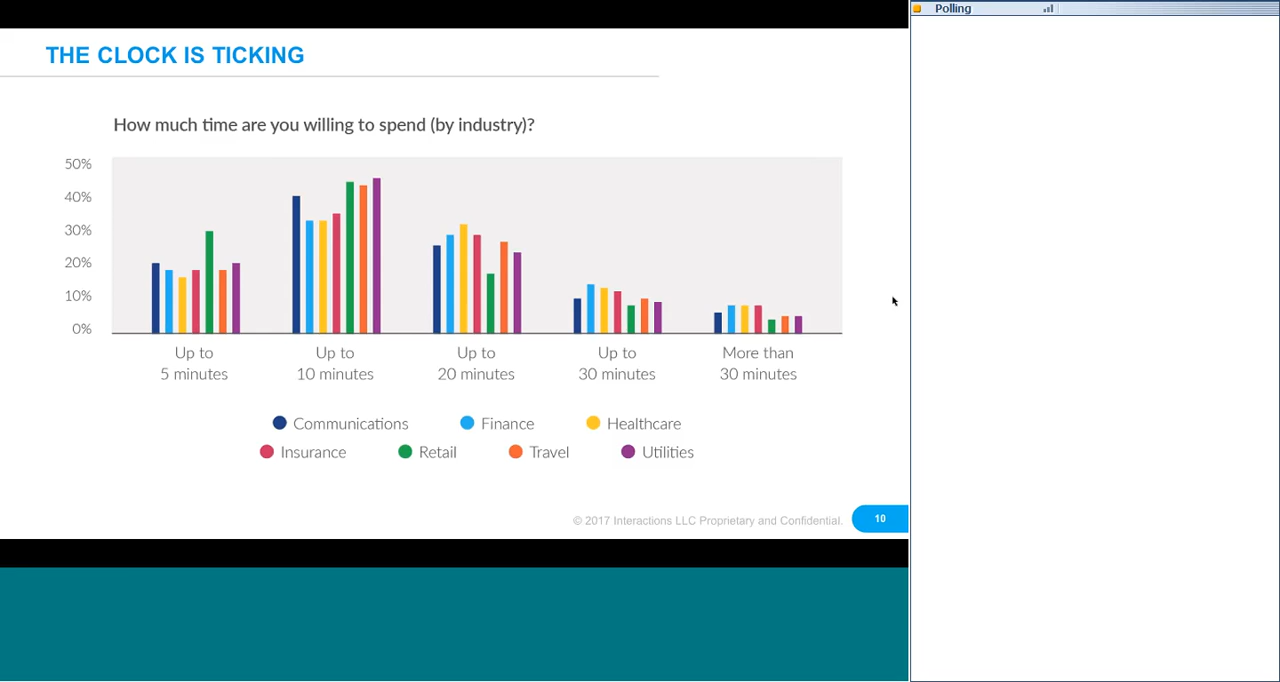 Polling
THE CLOCK IS TICKING
How much time are you willing to spend (by industry)?
50%
40%
30%
20%
10%
0%
Up to
5 minutes
Up to
10 minutes
Up to
20 minutes
Up to
30 minutes
More than
30 minutes
Communications
Finance
Healthcare
Insurance
Retail
Travel
Utilities
© 2017 Interactions LLC Proprietary and Confidential.
10